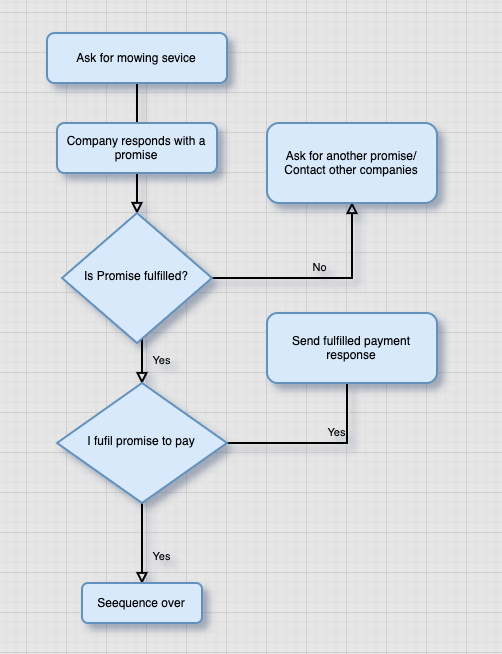 Ask for mowing sevice
Company responds with a
promise
Ask for another promise/
Contact other companies
Is Promise fulfilled?
No
Send fulfilled payment
response
Yes
I fufil promise to pay
Yes
Yes
Seequence over